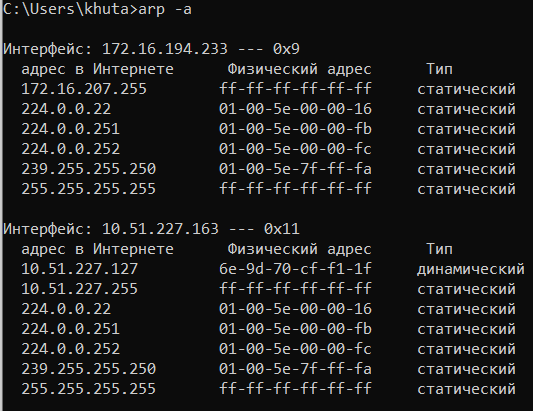 C:\Users\khuta>arp -a
Интерфейс: 172.16.194.233 --- 0x9
адрес в Интернете Физический адрес Тип
172.16.207.255 ff-ff-ff-ff-ff-ff статический
224.0.0.22 01-00-5e-00-00-16 статический
224.0.0.251 01-00-5e-00-00-fb статический
224.0.0.252 01-00-5e-00-00-fc статический
239.255.255.250 01-00-5e-7f-ff-fa статический
255.255.255.255 ff-ff-ff-ff-ff-ff статический
Интерфейс: 10.51.227.163 --- 0x11
адрес в Интернете Физический адрес Тип
10.51.227.127 6e-9d-70-cf-f1-1f динамический
10.51.227.255 ff-ff-ff-ff-ff-ff статический
224.0.0.22 01-00-5e-00-00-16 статический
224.0.0.251 01-00-5e-00-00-fb статический
224.0.0.252 01-00-5e-00-00-fc статический
239.255.255.250 01-00-5e-7f-ff-fa статический
255.255.255.255 ff-ff-ff-ff-ff-ff статический